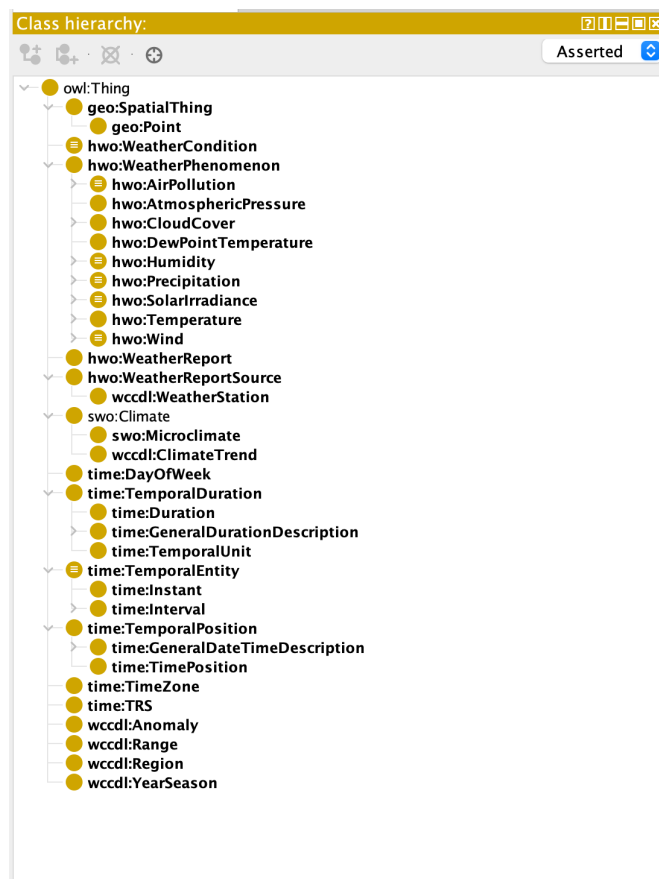 Class hierarchy:
Asserted
owl:Thing
geo:SpatialThing
geo:Point
hwo:WeatherCondition
hwo:WeatherPhenomenon
hwo:AirPollution
hwo:AtmosphericPressure
hwo:CloudCover
hwo:DewPointTemperature
hwo:Humidity
hwo:Precipitation
hwo:SolarIrradiance
hwo:Temperature
hwo:Wind
hwo:WeatherReport
hwo:WeatherReportSource
wccdl:WeatherStation
swo:Climate
swo:Microclimate
wccdl:ClimateTrend
time:DayOfWeek
time:TemporalDuration
time:Duration
time:GeneralDurationDescription
time:TemporalUnit
time:TemporalEntity
time:Instant
time:Interval
time:TemporalPosition
time:GeneralDateTimeDescription
time:TimePosition
time:TimeZone
time:TRS
wccdl:Anomaly
wccdl:Range
wccdl:Region
wccdl:YearSeason